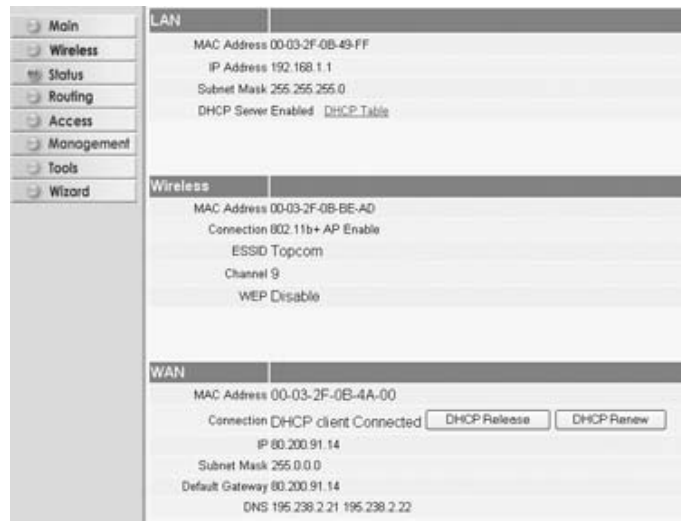 Main
Wireless
Status
Routing
Access
Management
Tools
Wizard
LAN
MAC Address 00-03-2F-0B-49-FF
IP Address 192.168.1.1
Subnet Mask 255.255.255.0
DHCP Server Enabled DHCP Table
Wireless
MAC Address 00-03-2F-0B-BE-AD
Connection 802.11b+ AP Enable
ESSID Topcom
Channel 9
WEP Disable
WAN
MAC Address 00-03-2F-0B-4A-00
Connection DHCP client Connected DHCP Release DHCP Renew
IP 80.200.91.14
Subnet Mask 255.0.0.0
Default Gateway 80.200.91.14
DNS 195.238.2.21 195.238.2.22